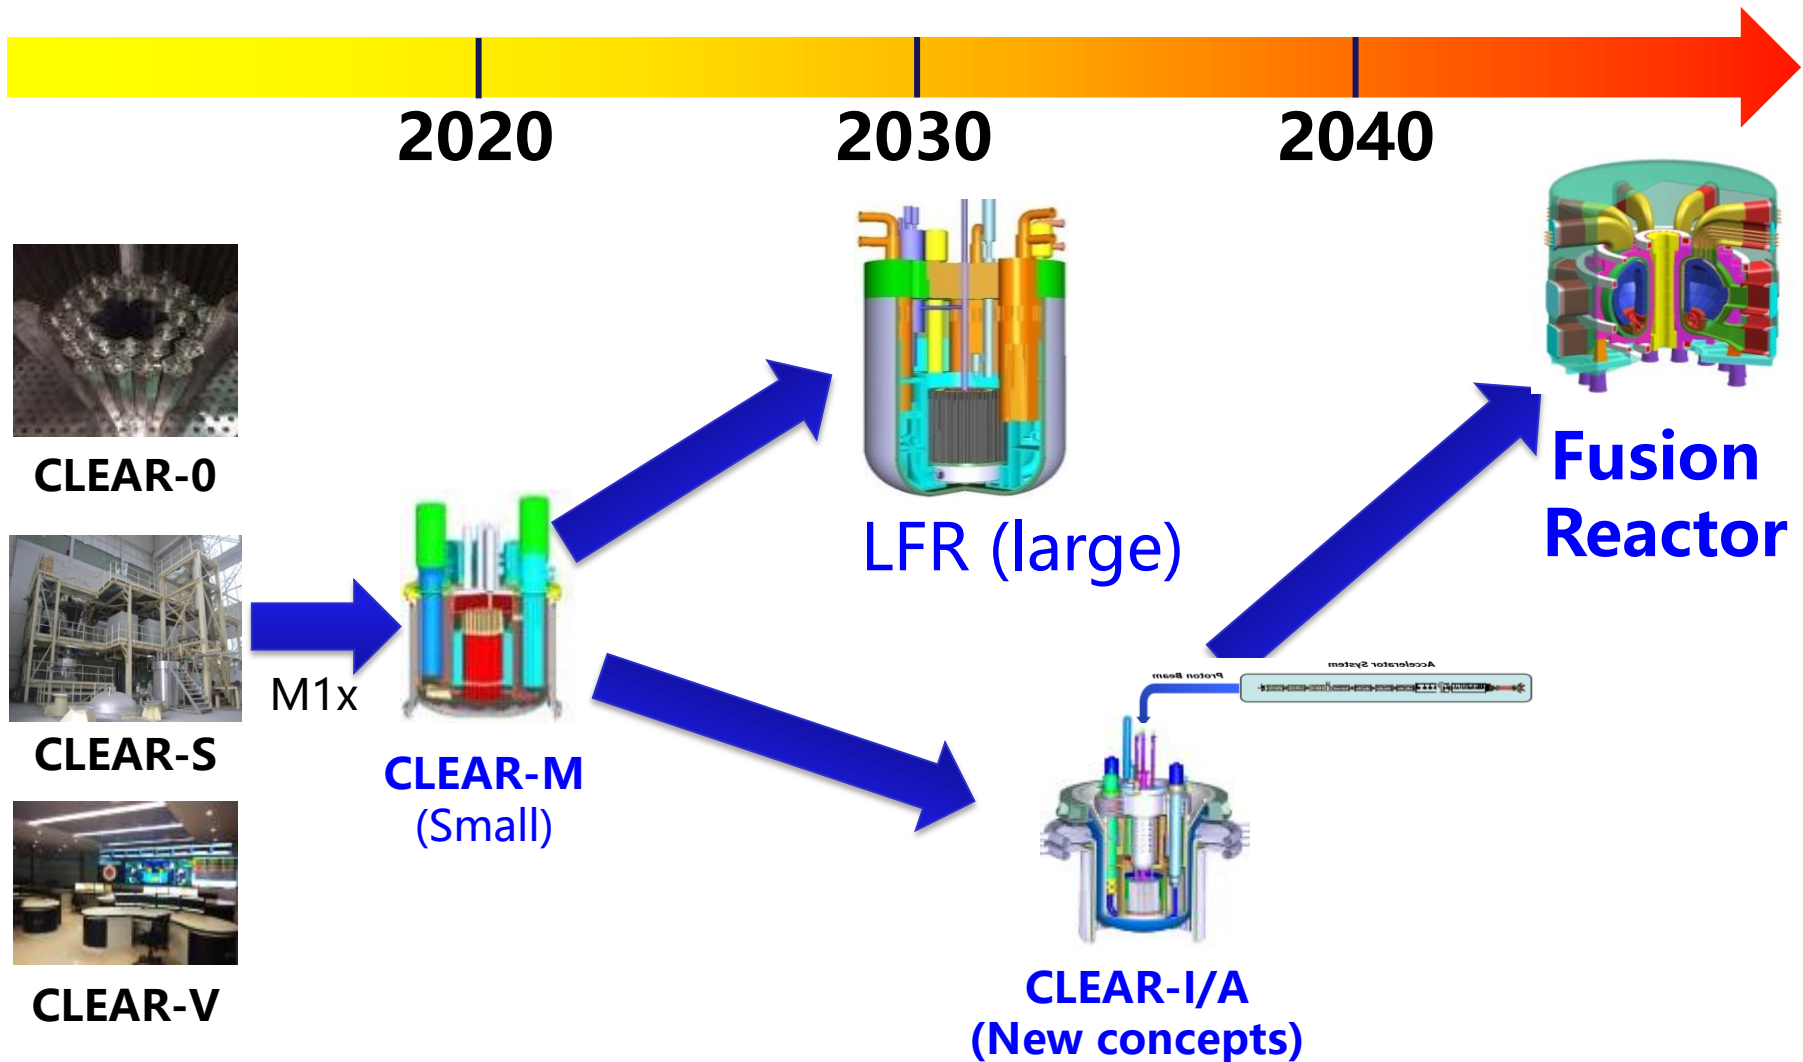 2020
2030
2040
CLEAR-0
CLEAR-S
CLEAR-V
M1x
CLEAR-M
(Small)
LFR (large)
Accelerator System
Proton Beam
CLEAR-I/A
(New concepts)
Fusion
Reactor